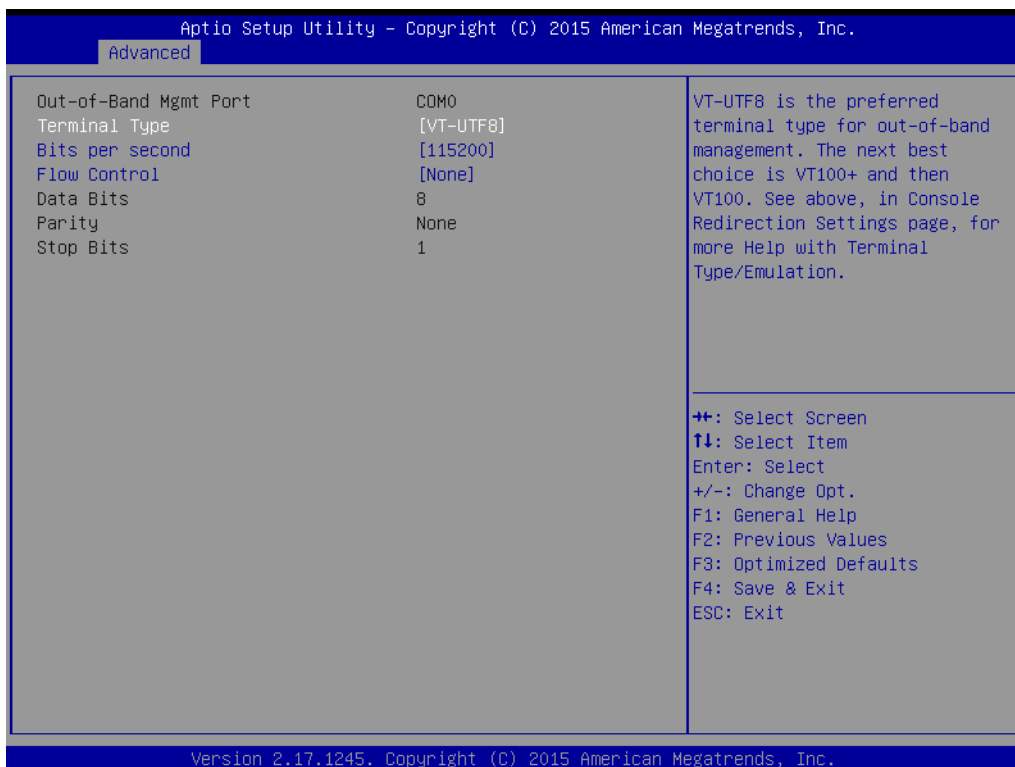 Aptio Setup Utility – Copyright (C) 2015 American Megatrends, Inc.
Advanced
Out-of-Band Mgmt Port COM0
Terminal Type [VT-UTF8]
Bits per second [115200]
Flow Control [None]
Data Bits 8
Parity None
Stop Bits 1
VT-UTF8 is the preferred
terminal type for out-of-band
management. The next best
choice is VT100+ and then
VT100. See above, in Console
Redirection Settings page, for
more Help with Terminal
Type/Emulation.
→←: Select Screen
↑↓: Select Item
Enter: Select
+/-: Change Opt.
F1: General Help
F2: Previous Values
F3: Optimized Defaults
F4: Save & Exit
ESC: Exit
Version 2.17.1245. Copyright (C) 2015 American Megatrends, Inc.